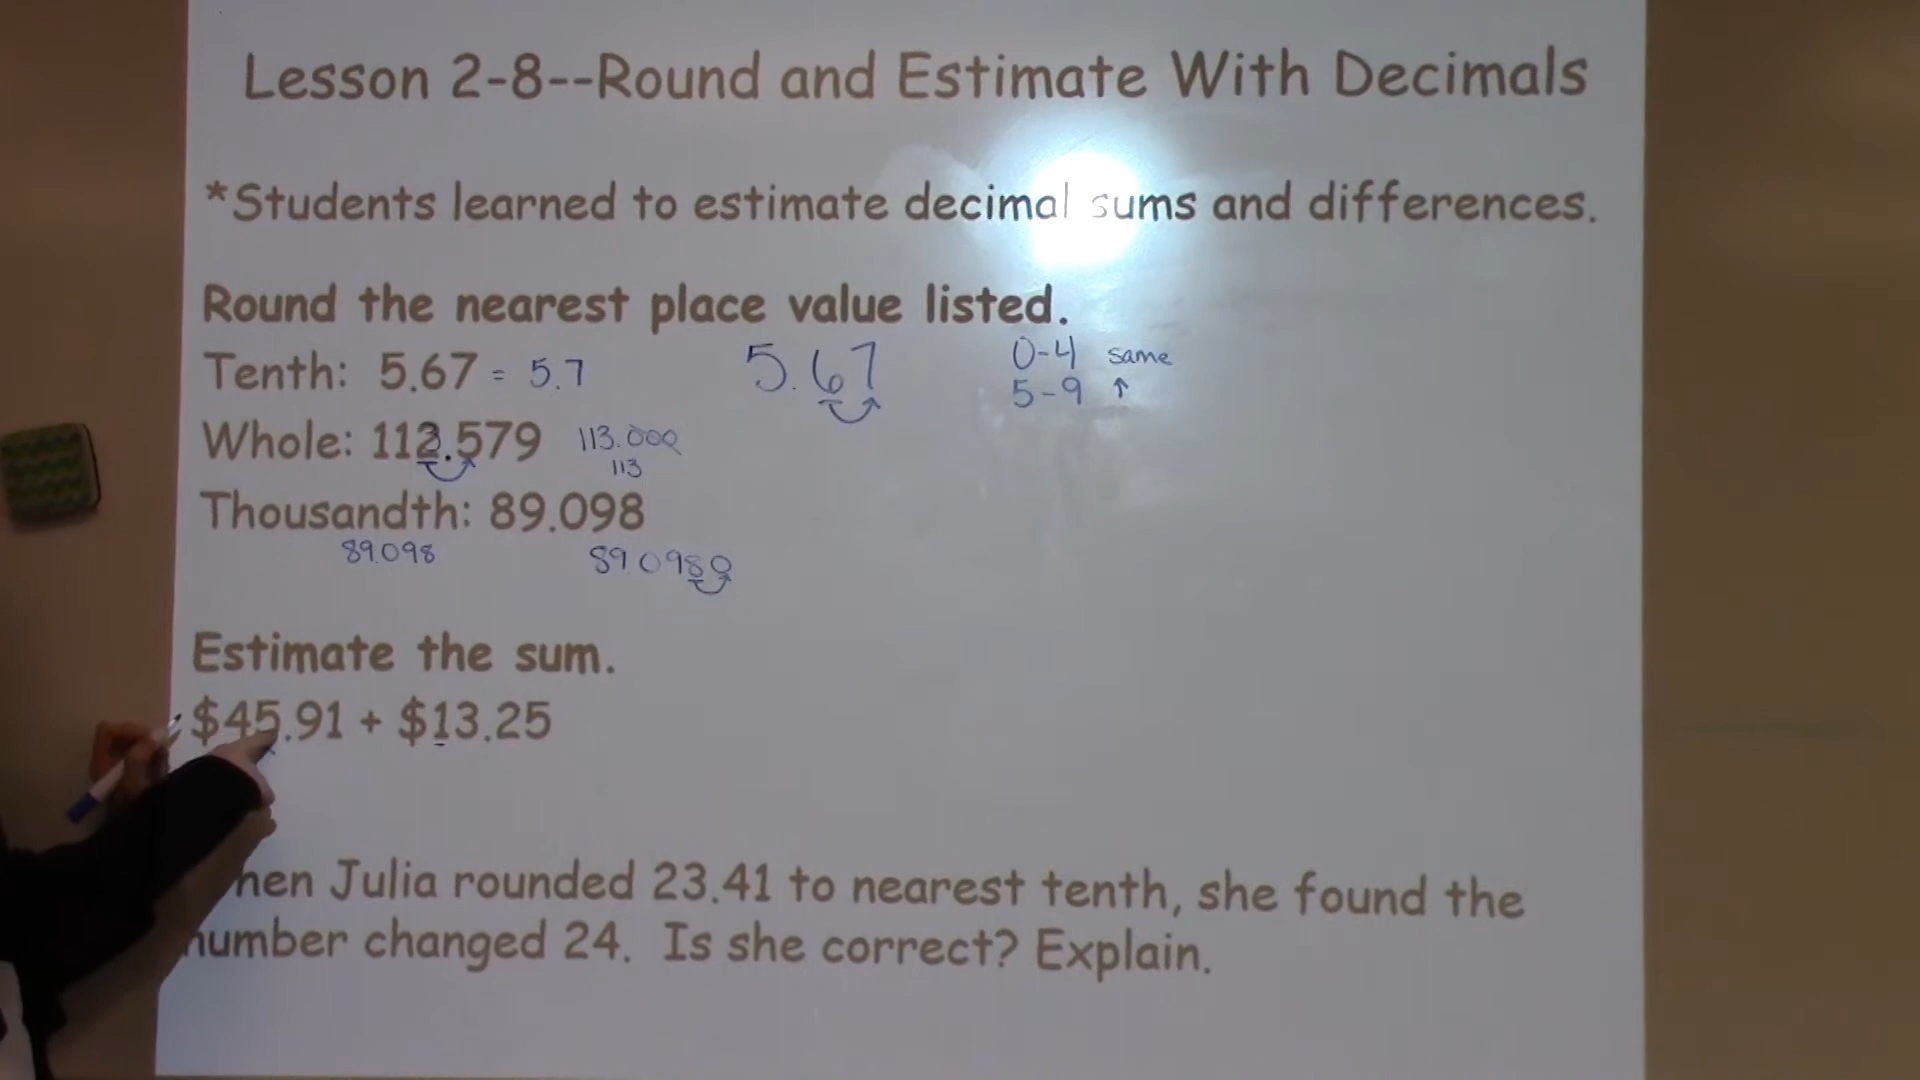 Lesson 2-8--Round and Estimate With Decimals
*Students learned to estimate decimal sums and differences.
Round the nearest place value listed.
Tenth: 5.67 = 5.7 5.67 0-4 same
5-9 ↑
Whole: 112.579 113.000
113
Thousandth: 89.098
89.098 89.0980
Estimate the sum.
$45.91 + $13.25
hen Julia rounded 23.41 to nearest tenth, she found the
number changed 24. Is she correct? Explain.